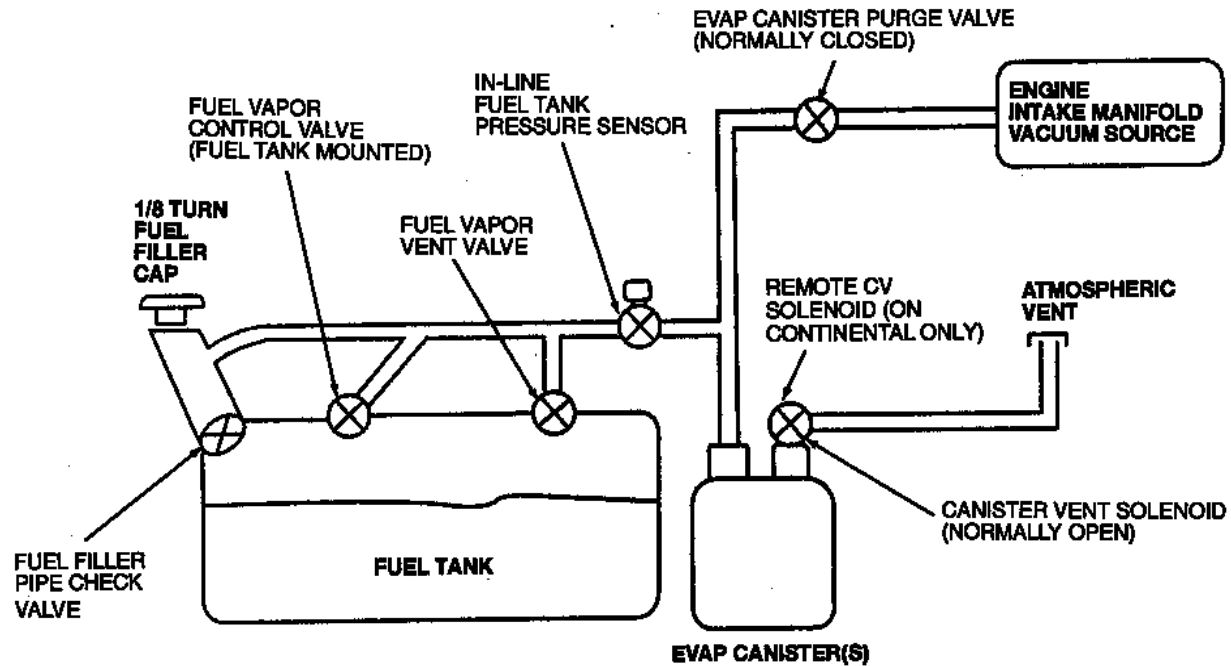 EVAP CANISTER PURGE VALVE
(NORMALLY CLOSED)
ENGINE
INTAKE MANIFOLD
VACUUM SOURCE
IN-LINE
FUEL TANK
PRESSURE SENSOR
FUEL VAPOR
CONTROL VALVE
(FUEL TANK MOUNTED)
1/8 TURN
FUEL
FILLER
CAP
FUEL VAPOR
VENT VALVE
REMOTE CV
SOLENOID (ON
CONTINENTAL ONLY)
ATMOSPHERIC
VENT
CANISTER VENT SOLENOID
(NORMALLY OPEN)
FUEL FILLER
PIPE CHECK
VALVE
FUEL TANK
EVAP CANISTER(S)